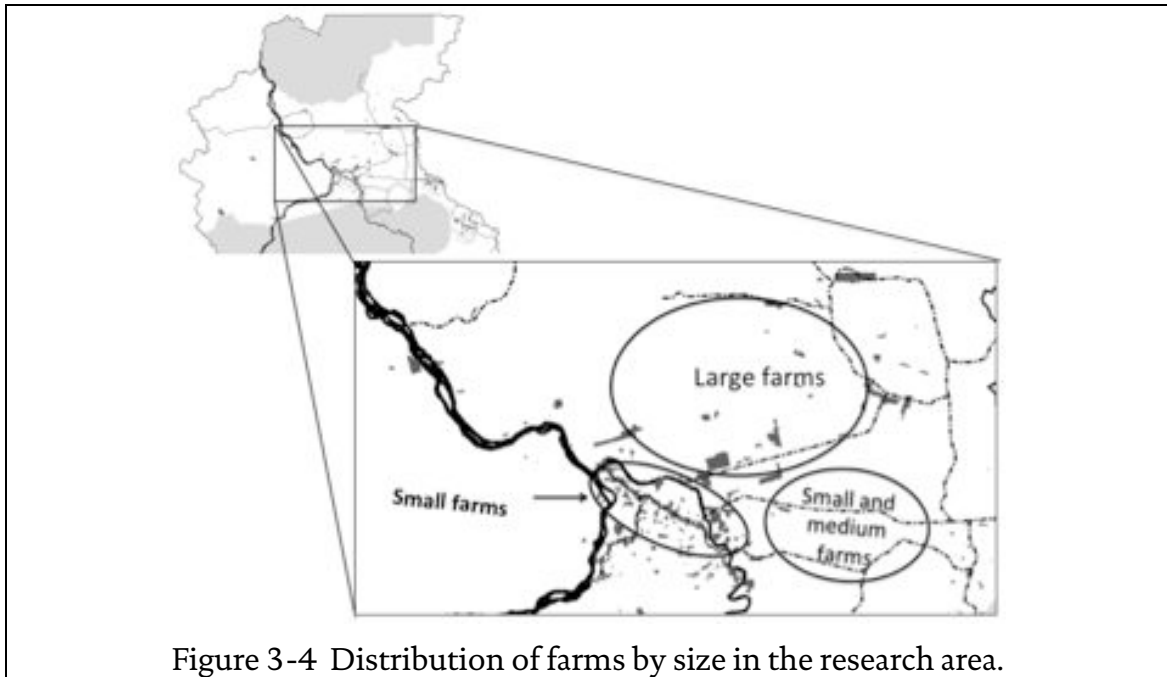 Large farms
Small farms
Small and
medium
farms
Figure 3-4 Distribution of farms by size in the research area.